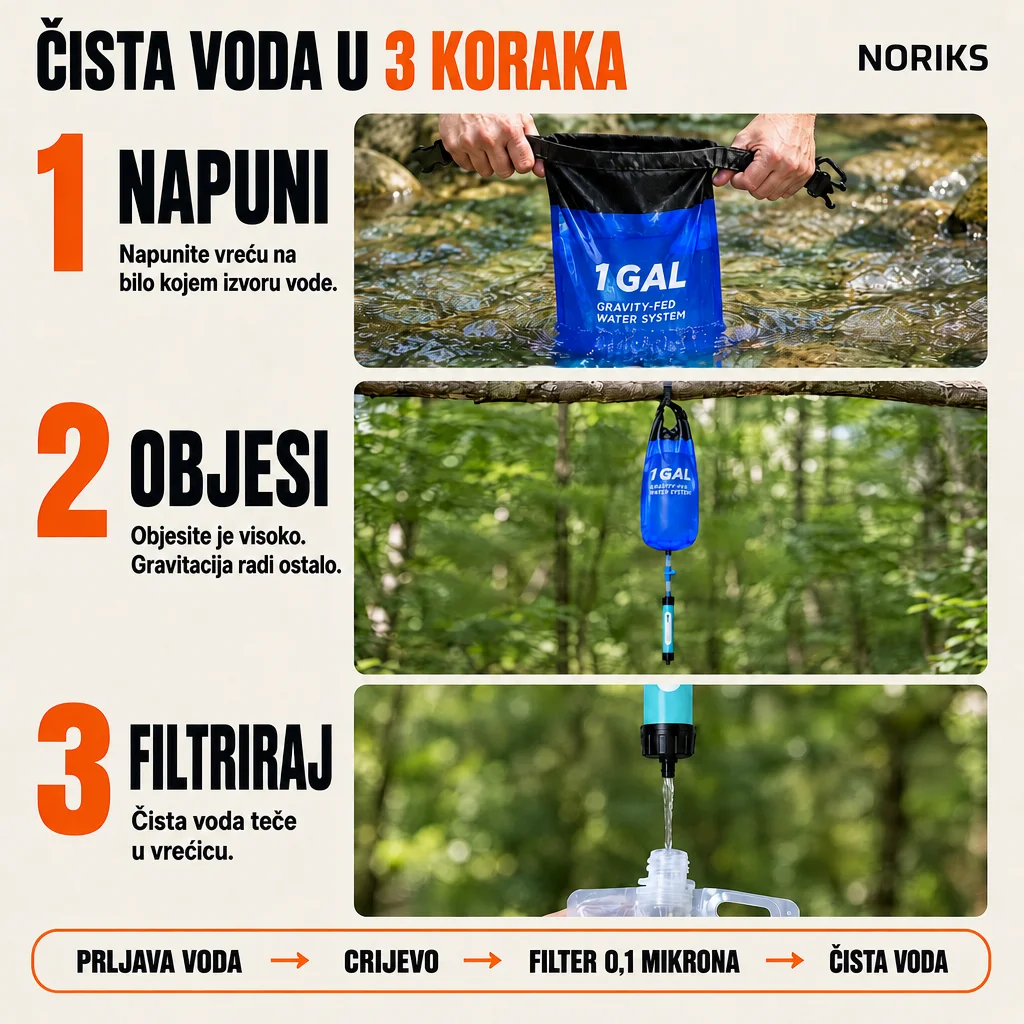 ČISTA VODA U 3 KORAKA
NORIKS
1
NAPUNI
Napunite vreću na
bilo kojem izvoru vode.
1 GAL
GRAVITY-FED
WATER SYSTEM
2
OBJESI
Objesite je visoko.
Gravitacija radi ostalo.
1 GAL
WATER SYSTEM
3
FILTRIRAJ
Čista voda teče
u vrećicu.
PRLJAVA VODA → CRIJEVO → FILTER 0,1 MIKRONA → ČISTA VODA